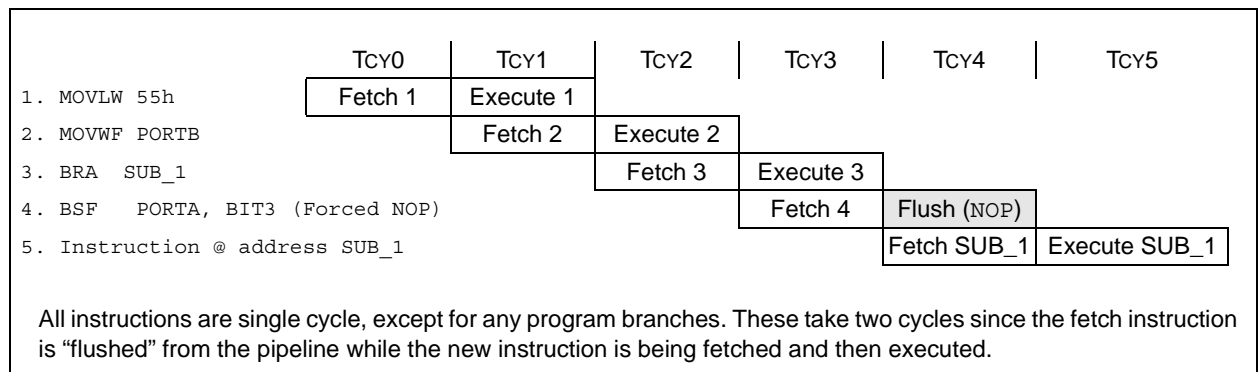 TCY0 TCY1 TCY2 TCY3 TCY4 TCY5
1. MOVLW 55h Fetch 1 Execute 1
2. MOVWF PORTB Fetch 2 Execute 2
3. BRA SUB_1 Fetch 3 Execute 3
4. BSF PORTA, BIT3 (Forced NOP) Fetch 4 Flush (NOP)
5. Instruction @ address SUB_1 Fetch SUB_1 Execute SUB_1
All instructions are single cycle, except for any program branches. These take two cycles since the fetch instruction
is “flushed” from the pipeline while the new instruction is being fetched and then executed.